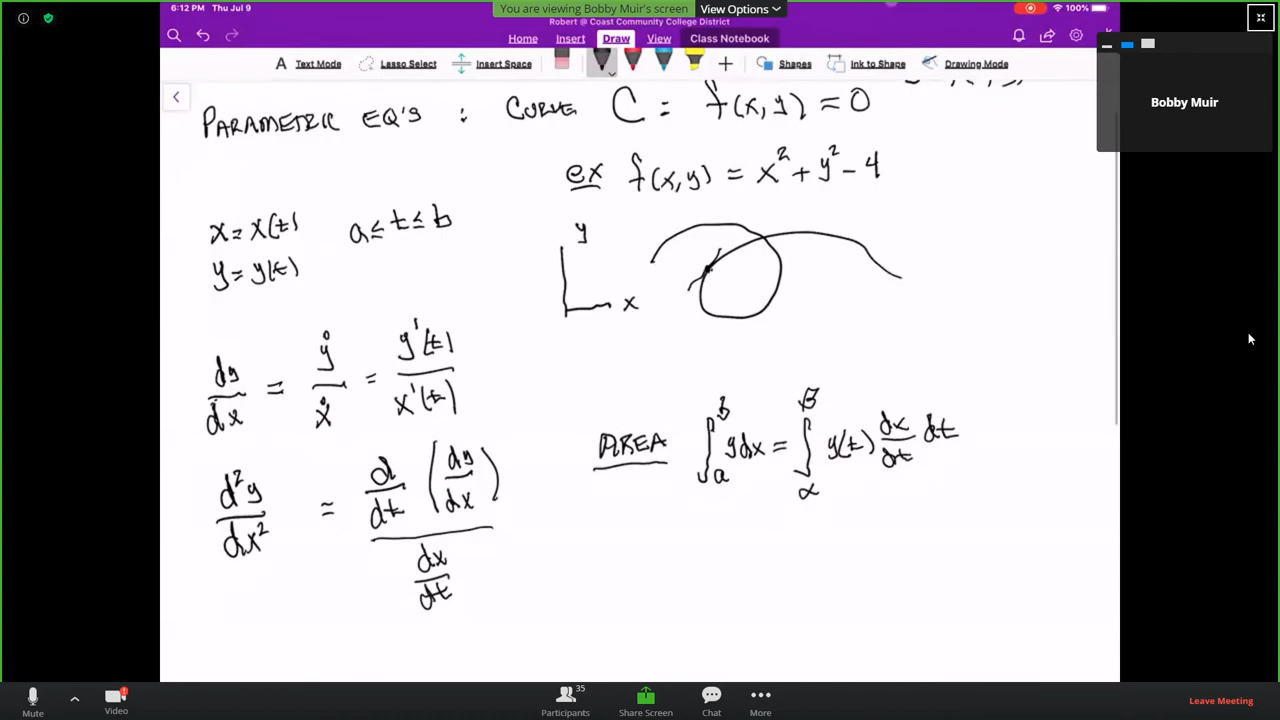 6:12 PM Thu Jul 9
You are viewing Bobby Muir's screen
View Options
100%
Robert @ Coast Community College District
Home Insert Draw View Class Notebook
Text Mode Lasso Select Insert Space Shapes Ink to Shape Drawing Mode
Bobby Muir
PARAMETRIC EQ'S : CURVE C: f(x,y) = 0
ex f(x,y) = x² + y² - 4
x = x(t) a ≤ t ≤ b
y = y(t)
y
x
dy/dx = ẏ/ẋ = y'(t)/x'(t)
AREA ∫_a^b y dx = ∫_α^β y(t) dx/dt dt
d²y/dx² = d/dt (dy/dx) / dx/dt
Mute Video Participants 35 Share Screen Chat More Leave Meeting